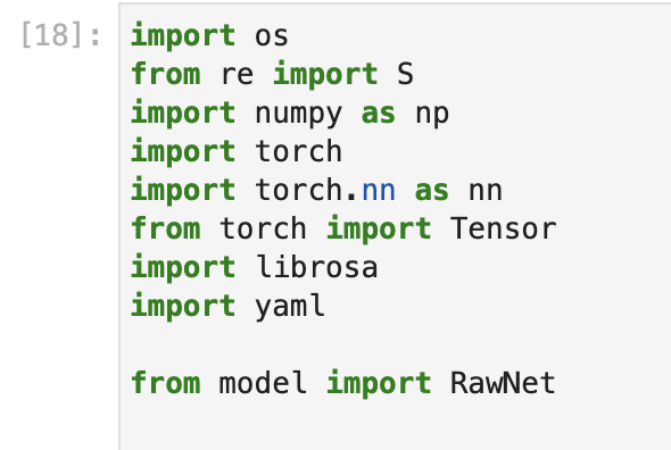 [18]: import os
from re import S
import numpy as np
import torch
import torch.nn as nn
from torch import Tensor
import librosa
import yaml
from model import RawNet